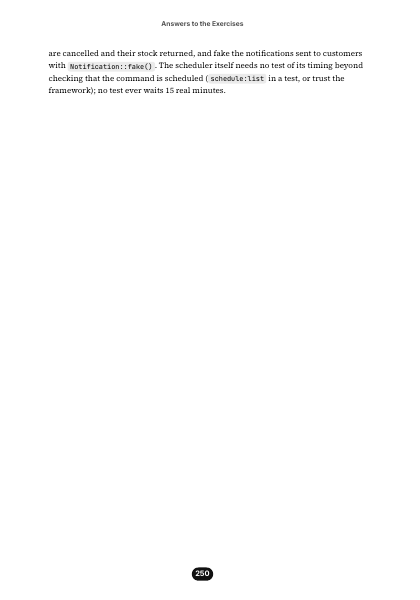 Answers to the Exercises
are cancelled and their stock returned, and fake the notifications sent to customers
with Notification::fake(). The scheduler itself needs no test of its timing beyond
checking that the command is scheduled (schedule:list in a test, or trust the
framework); no test ever waits 15 real minutes.
250